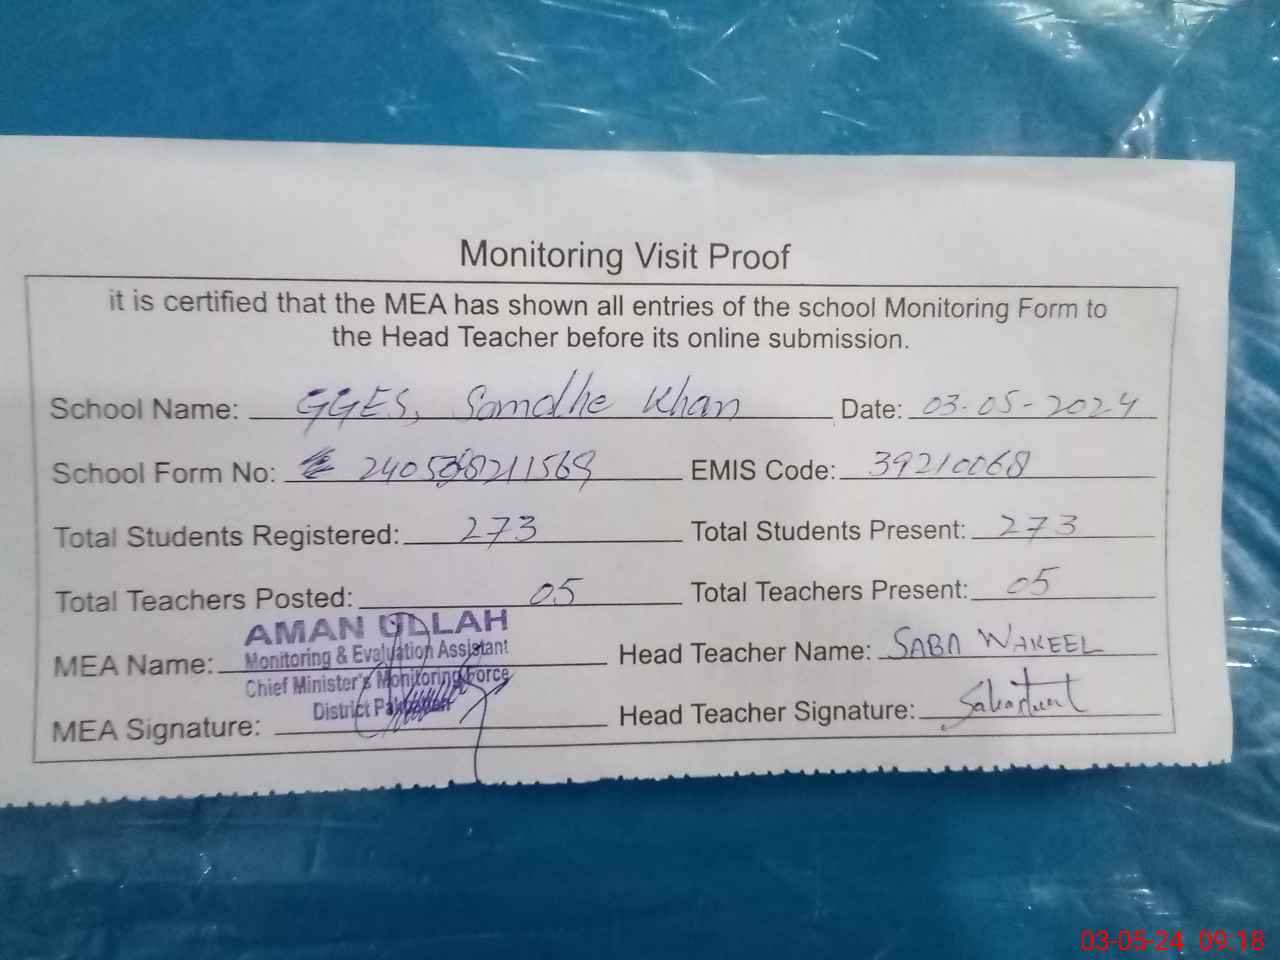 Monitoring Visit Proof
it is certified that the MEA has shown all entries of the school Monitoring Form to
the Head Teacher before its online submission.
School Name: GGES, Samdhe Khan Date: 03-05-2024
School Form No: EMIS Code: 39210068
Total Students Registered: 273 Total Students Present: 273
Total Teachers Posted: 05 Total Teachers Present: 05
AMAN ULLAH
Monitoring & Evaluation Assistant
MEA Name: Head Teacher Name: SABA WAKEEL
Chief Minister's Monitoring Force
District
MEA Signature: Head Teacher Signature:
03-05-24 09:18